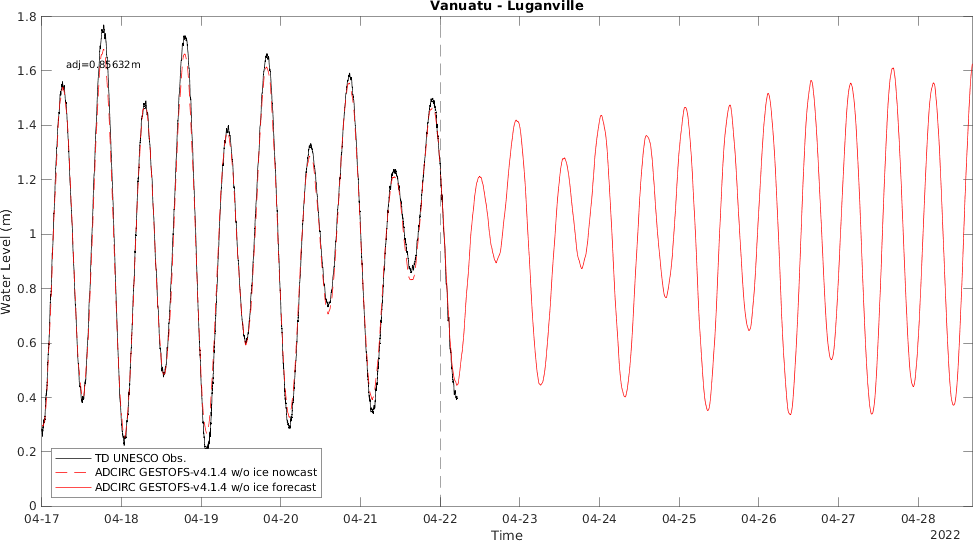 Vanuatu - Luganville
1.8
1.6
1.4
1.2
1
0.8
0.6
0.4
0.2
0
Water Level (m)
adj=0.85632m
TD UNESCO Obs.
ADCIRC GESTOFS-v4.1.4 w/o ice nowcast
ADCIRC GESTOFS-v4.1.4 w/o ice forecast
04-17 04-18 04-19 04-20 04-21 04-22 04-23 04-24 04-25 04-26 04-27 04-28
Time
2022